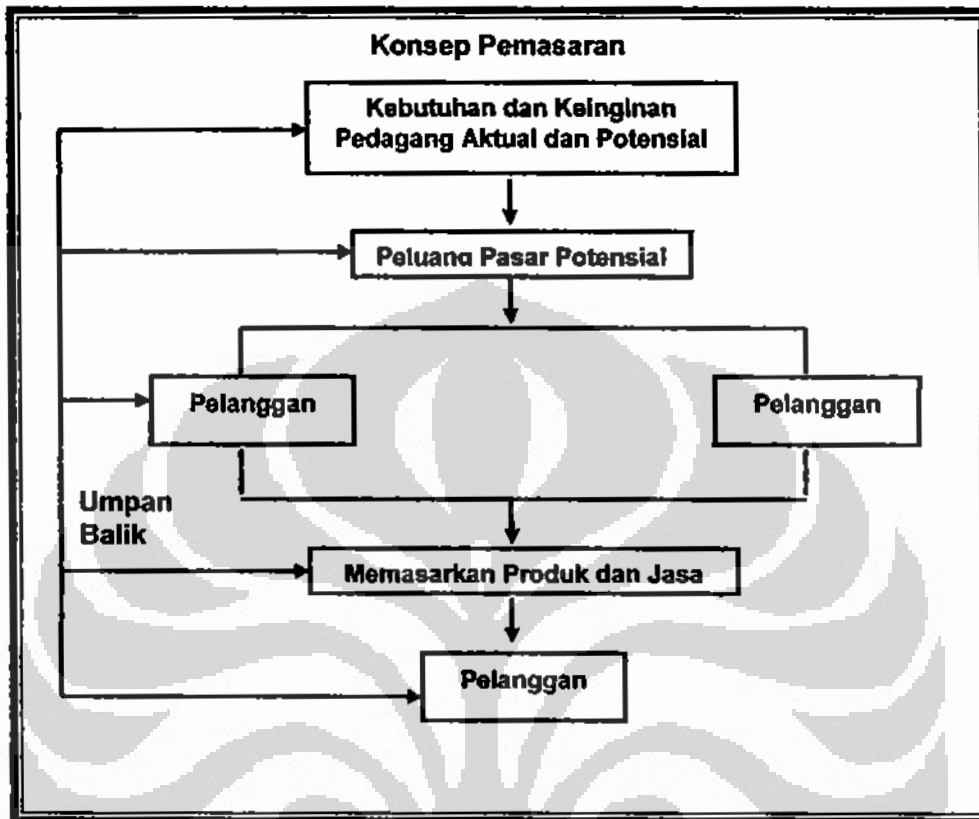 Konsep Pemasaran
Kebutuhan dan Keinginan
Pedagang Aktual dan Potensial
Peluang Pasar Potensial
Pelanggan
Pelanggan
Umpan
Balik
Memasarkan Produk dan Jasa
Pelanggan